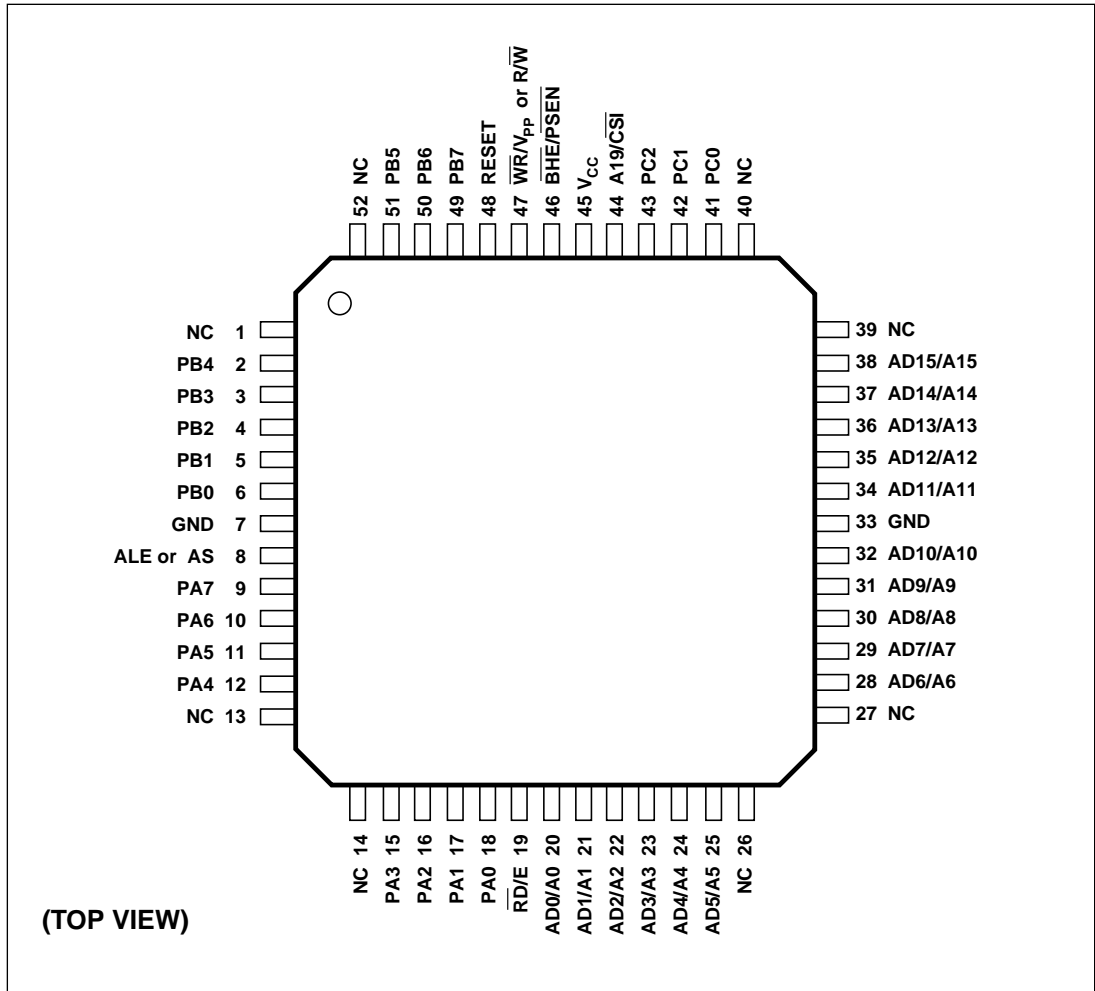 52 NC
51 PB5
50 PB6
49 PB7
48 RESET
47 W̅R̅/VPP or R/W̅
46 B̅H̅E̅/P̅S̅E̅N̅
45 VCC
44 A19/C̅S̅I̅
43 PC2
42 PC1
41 PC0
40 NC
NC 1
PB4 2
PB3 3
PB2 4
PB1 5
PB0 6
GND 7
ALE or AS 8
PA7 9
PA6 10
PA5 11
PA4 12
NC 13
39 NC
38 AD15/A15
37 AD14/A14
36 AD13/A13
35 AD12/A12
34 AD11/A11
33 GND
32 AD10/A10
31 AD9/A9
30 AD8/A8
29 AD7/A7
28 AD6/A6
27 NC
NC 14
PA3 15
PA2 16
PA1 17
PA0 18
R̅D̅/E 19
AD0/A0 20
AD1/A1 21
AD2/A2 22
AD3/A3 23
AD4/A4 24
AD5/A5 25
NC 26
(TOP VIEW)